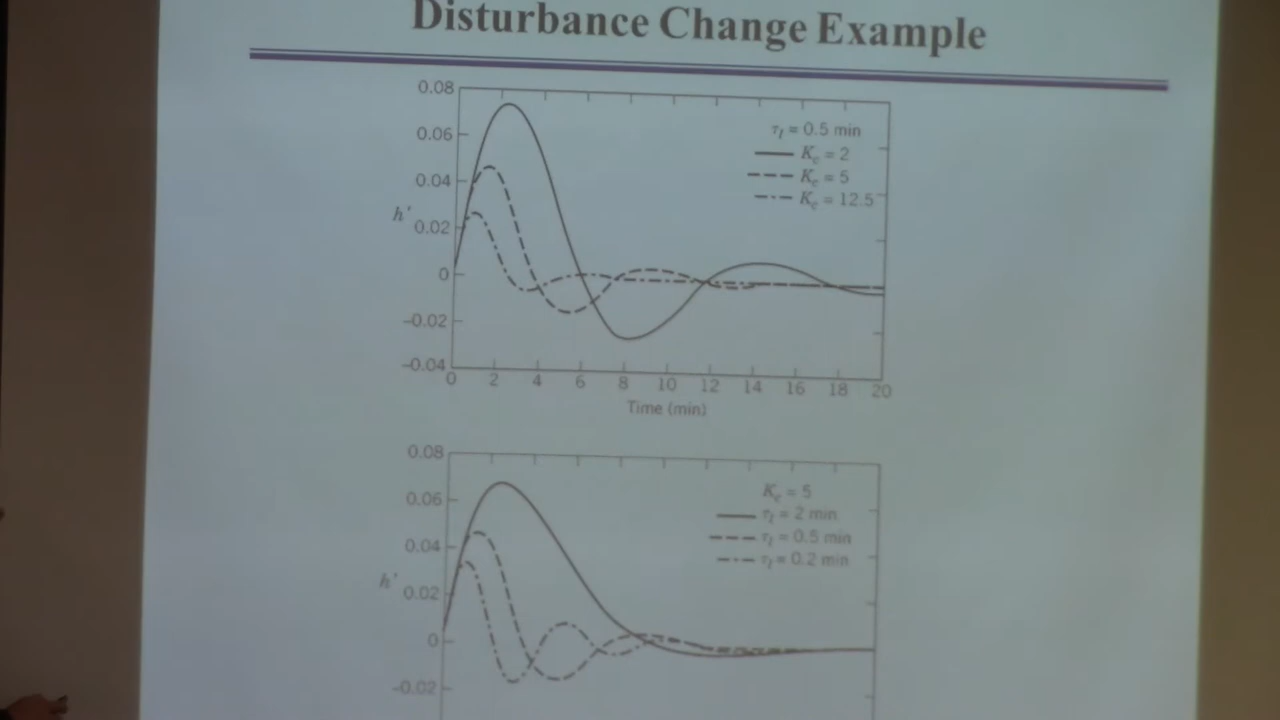 Disturbance Change Example
0.08
0.06
0.04
h'
0.02
0
-0.02
-0.04
τI = 0.5 min
Kc = 2
Kc = 5
Kc = 12.5
0 2 4 6 8 10 12 14 16 18 20
Time (min)
0.08
0.06
0.04
h'
0.02
0
-0.02
Kc = 5
τI = 2 min
τI = 0.5 min
τI = 0.2 min